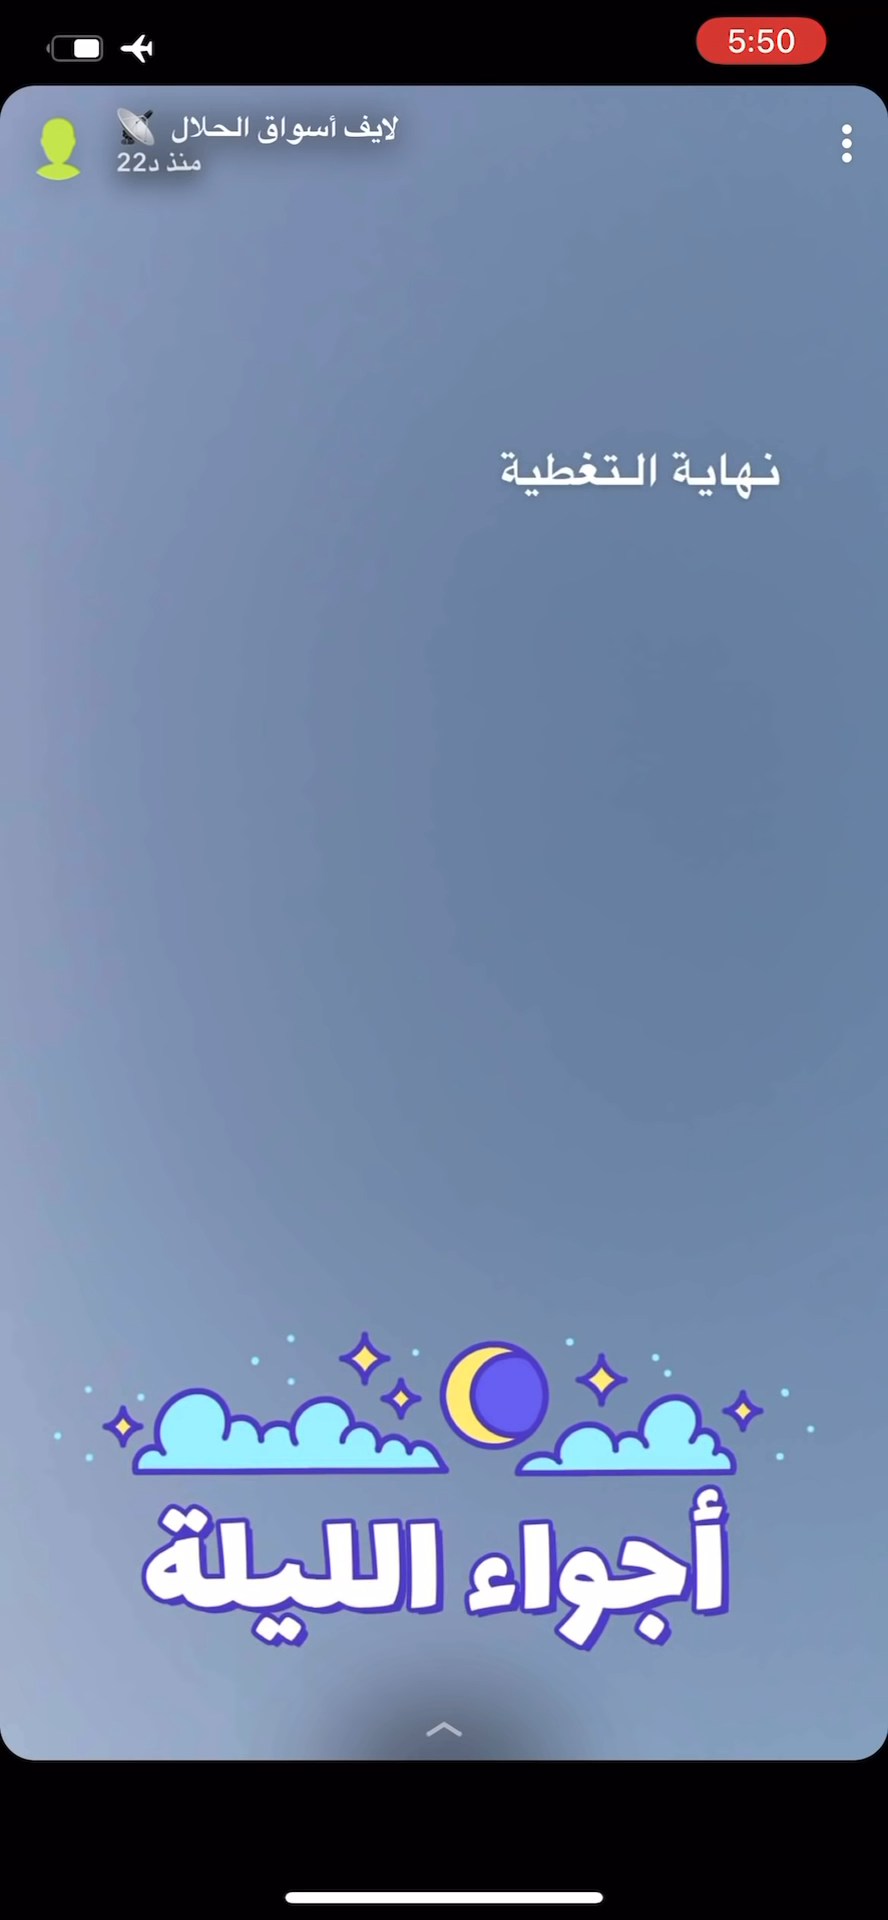 5:50
لايف أسواق الحلال 📡
منذ 22د
نهاية التغطية
أجواء الليلة